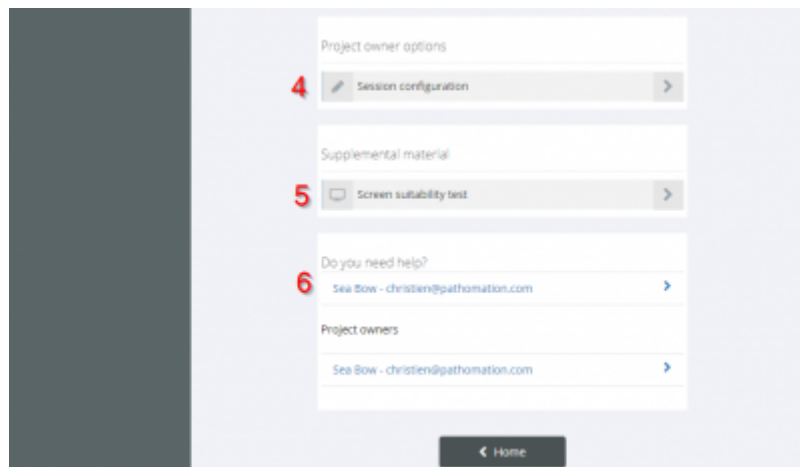 Project owner options
4 Session configuration
Supplemental material
5 Screen suitability test
Do you need help?
6 Sea Bow - christien@pathomation.com
Project owners
Sea Bow - christien@pathomation.com
Home